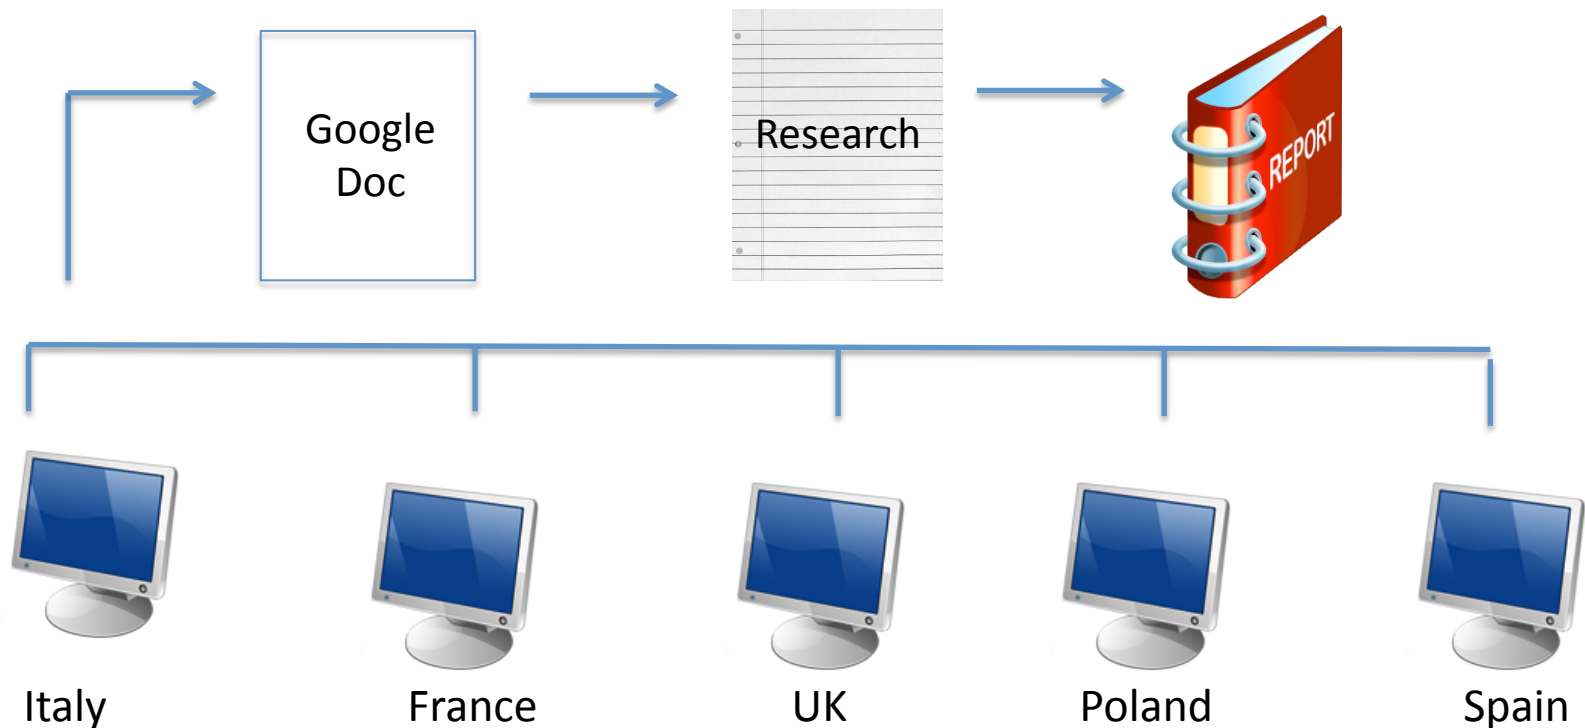 Google
Doc
Research
REPORT
Italy
France
UK
Poland
Spain